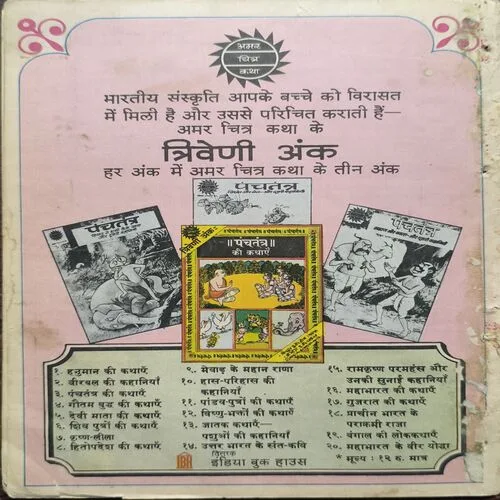 अमर
चित्र
कथा
भारतीय संस्कृति आपके बच्चे को विरासत
में मिली है और उससे परिचित कराती हैं—
अमर चित्र कथा के
त्रिवेणी अंक
हर अंक में अमर चित्र कथा के तीन अंक
पंचतंत्र
पंचतंत्र
पंचतंत्र
त्रिवेणी अंक
॥पंचतंत्र॥
की कथाएँ
१. हनुमान की कथाएँ
२. बीरबल की कहानियाँ
३. पंचतंत्र की कथाएँ
४. गौतम बुद्ध की कथाएँ
५. देवी माता की कथाएँ
६. शिव पुत्रों की कथाएँ
७. कृष्ण-लीला
८. हितोपदेश की कथाएँ
९. मेवाड़ के महान राणा
१०. हास-परिहास की
कहानियाँ
११. पांडव-पुत्रों की कथाएँ
१२. विष्णु-भक्तों की कथाएँ
१३. जातक कथाएँ—
पशुओं की कहानियाँ
१४. उत्तर भारत के संत-कवि
१५. रामकृष्ण परमहंस और
उनकी सुनाई कहानियाँ
१६. महाभारत की कथाएँ
१७. गुजरात की कथाएँ
१८. प्राचीन भारत के
पराक्रमी राजा
१९. बंगाल की लोककथाएँ
२०. महाभारत के वीर योद्धा
* मूल्य : १२ रु. मात्र
IBH
वितरक
इंडिया बुक हाउस